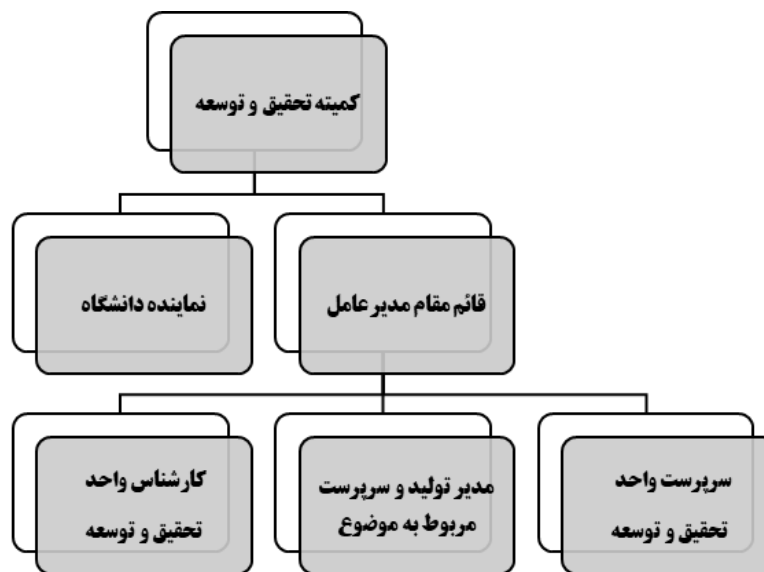 کمیته تحقیق و توسعه
قائم مقام مدیر عامل
نماینده دانشگاه
سرپرست واحد
تحقیق و توسعه
مدیر تولید و سرپرست
مربوط به موضوع
کارشناس واحد
تحقیق و توسعه